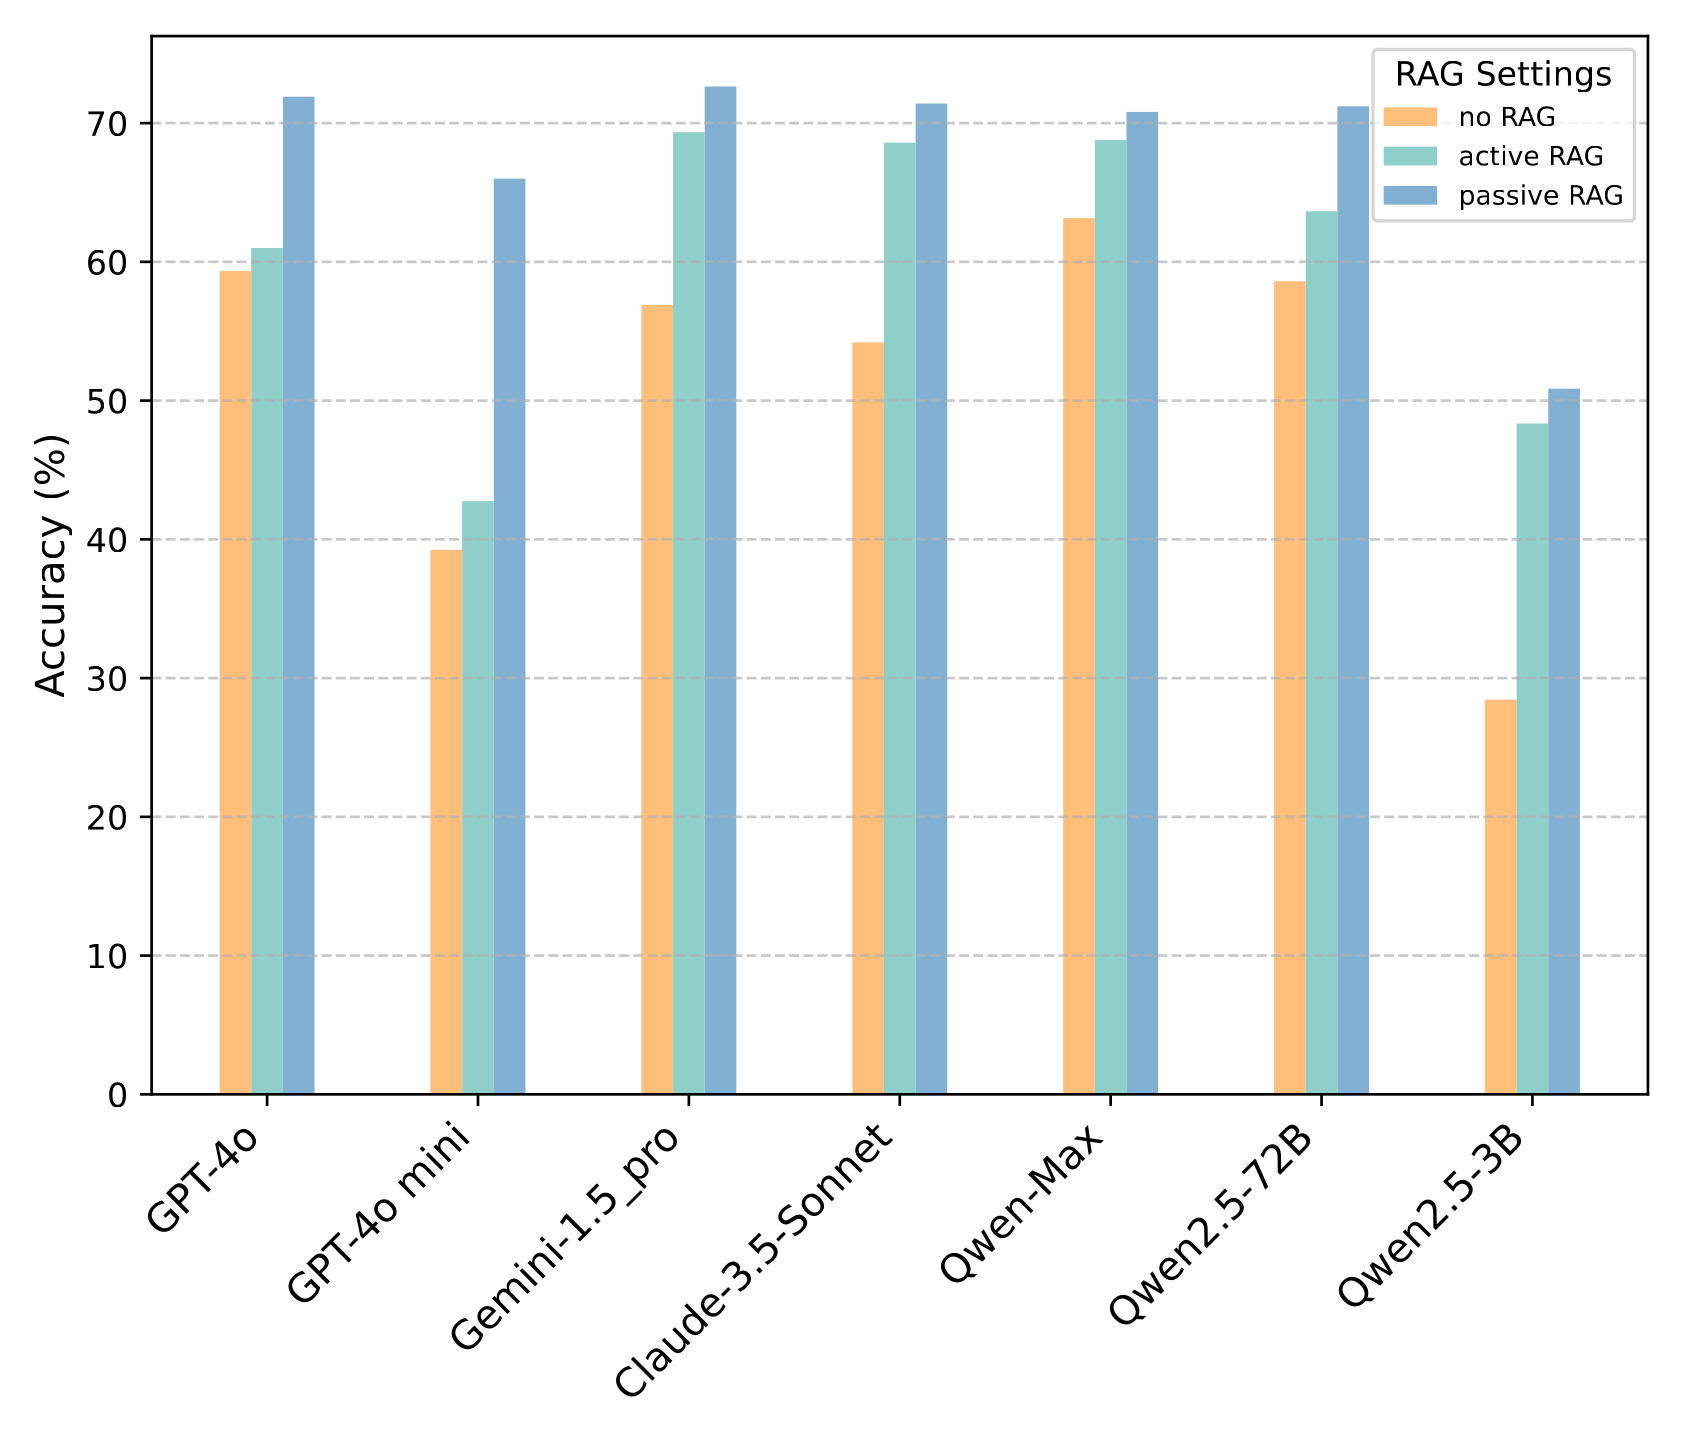 RAG Settings
no RAG
active RAG
passive RAG
Accuracy (%)
70
60
50
40
30
20
10
0
GPT-4o
GPT-4o mini
Gemini-1.5_pro
Claude-3.5-Sonnet
Qwen-Max
Qwen2.5-72B
Qwen2.5-3B